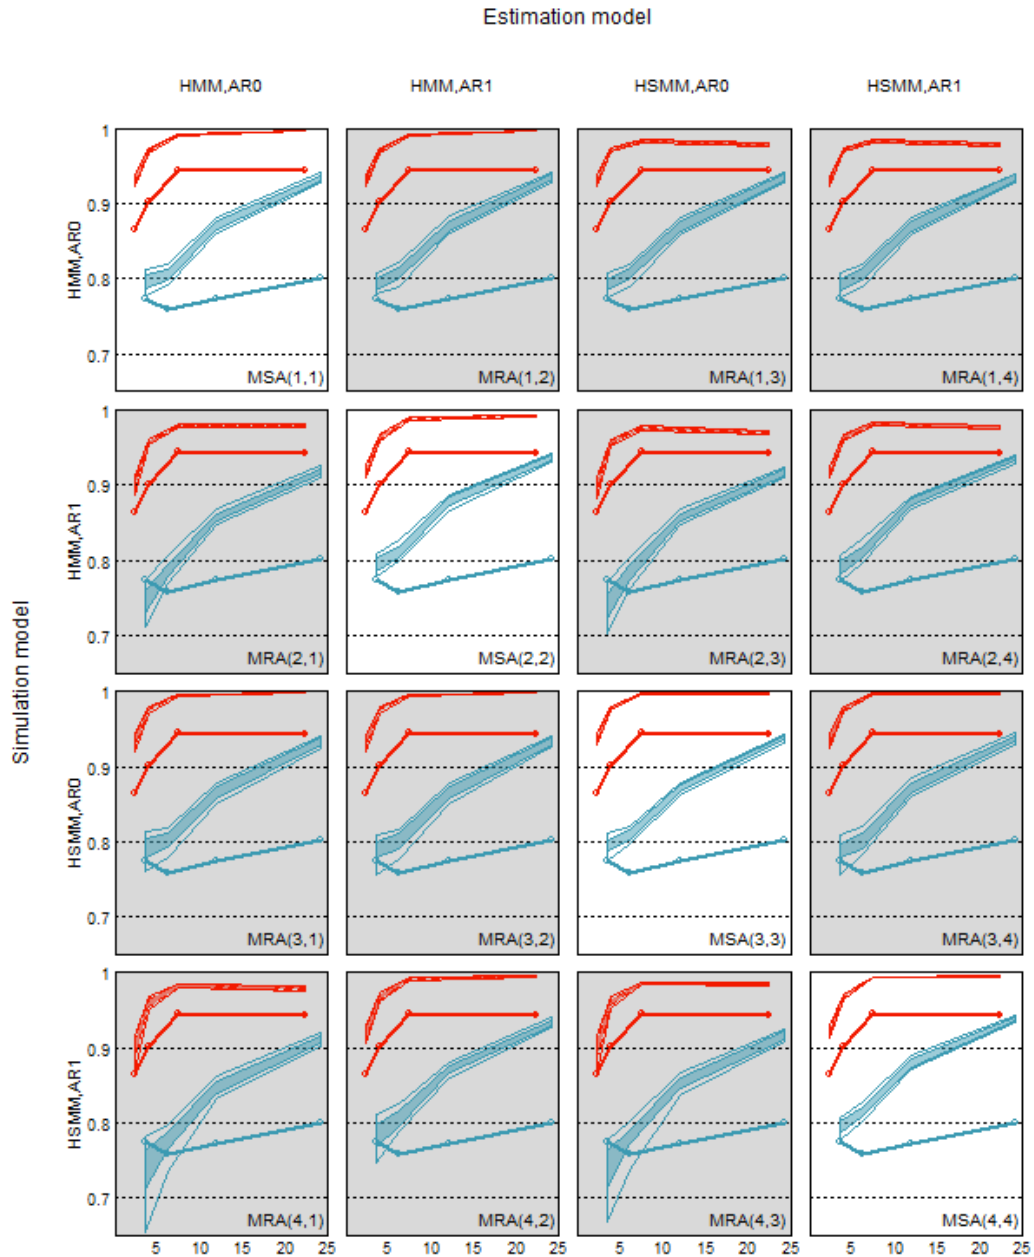 Estimation model
HMM,AR0 HMM,AR1 HSMM,AR0 HSMM,AR1
Simulation model
HMM,AR0
1
0.9
0.8
0.7
MSA(1,1) MRA(1,2) MRA(1,3) MRA(1,4)
HMM,AR1
1
0.9
0.8
0.7
MRA(2,1) MSA(2,2) MRA(2,3) MRA(2,4)
HSMM,AR0
1
0.9
0.8
0.7
MRA(3,1) MRA(3,2) MSA(3,3) MRA(3,4)
HSMM,AR1
1
0.9
0.8
0.7
MRA(4,1) MRA(4,2) MRA(4,3) MSA(4,4)
5 10 15 20 25 5 10 15 20 25 5 10 15 20 25 5 10 15 20 25